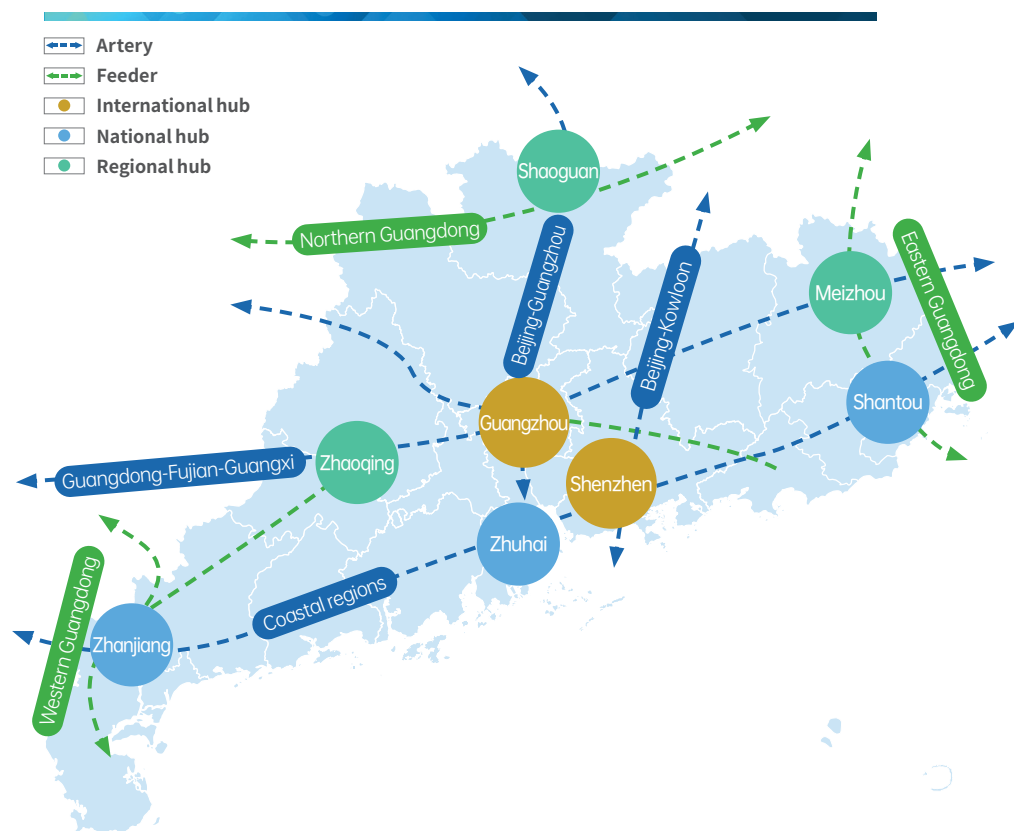 Artery
Feeder
International hub
National hub
Regional hub
Shaoguan
Northern Guangdong
Beijing-Guangzhou
Beijing-Kowloon
Meizhou
Eastern Guangdong
Shantou
Guangzhou
Zhaoqing
Guangdong-Fujian-Guangxi
Shenzhen
Zhuhai
Coastal regions
Western Guangdong
Zhanjiang